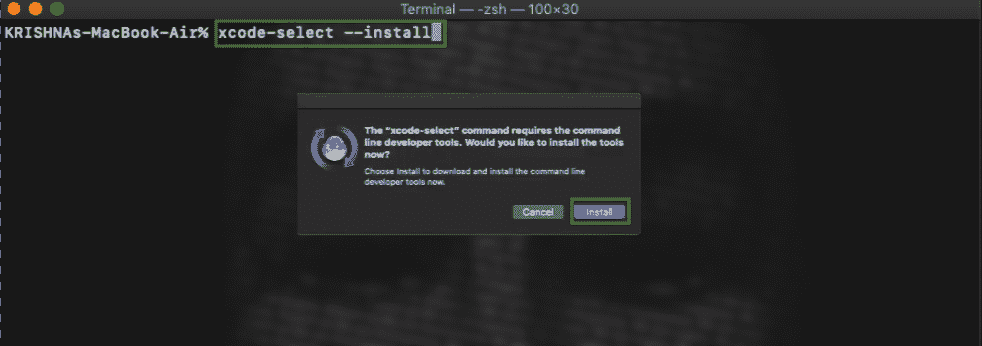 Terminal — -zsh — 100×30
KRISHNAs-MacBook-Air% xcode-select --install
The "xcode-select" command requires the command
line developer tools. Would you like to install the tools
now?
Choose Install to download and install the command line
developer tools now.
Cancel
Install